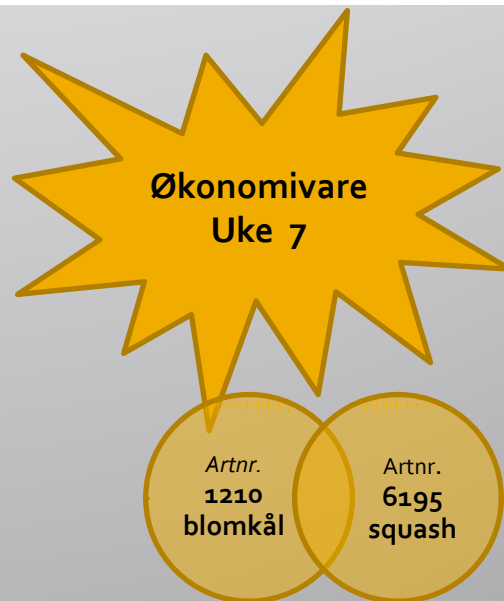 Økonomivare
Uke 7
Artnr.
1210
blomkål
Artnr.
6195
squash